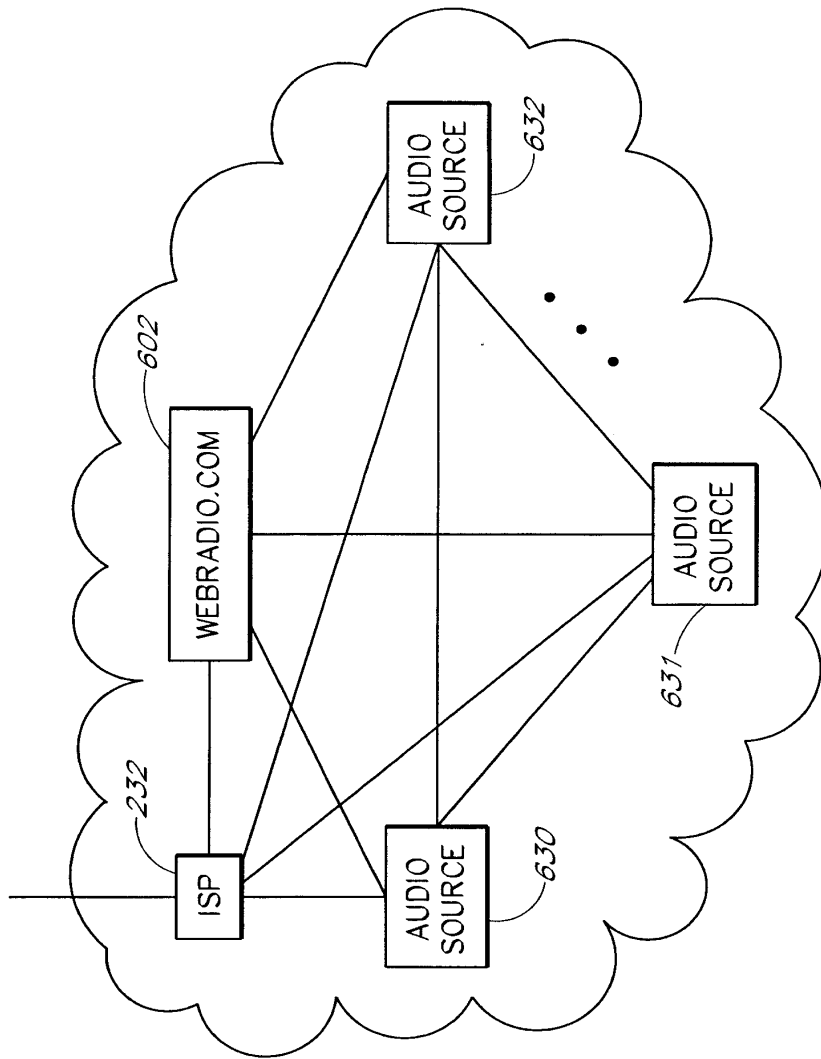 232
ISP
602
WEBRADIO.COM
AUDIO
SOURCE
630
AUDIO
SOURCE
631
AUDIO
SOURCE
632